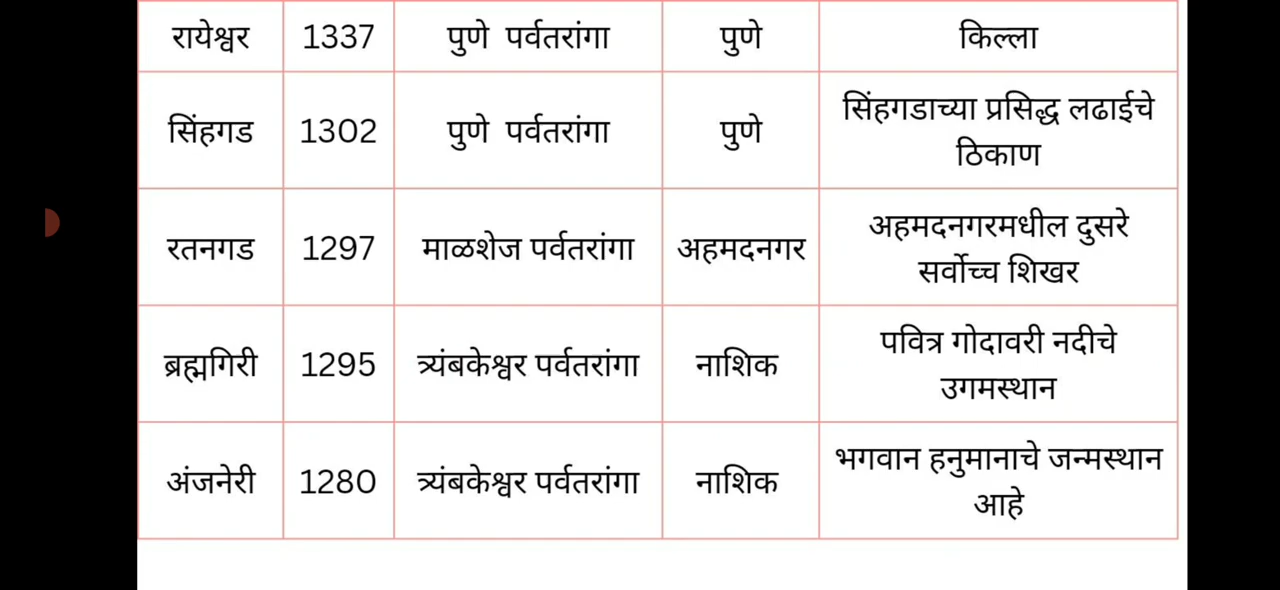 रायेश्वर 1337 पुणे पर्वतरांगा पुणे किल्ला
सिंहगड 1302 पुणे पर्वतरांगा पुणे सिंहगडाच्या प्रसिद्ध लढाईचे
ठिकाण
रतनगड 1297 माळशेज पर्वतरांगा अहमदनगर अहमदनगरमधील दुसरे
सर्वोच्च शिखर
ब्रह्मगिरी 1295 त्र्यंबकेश्वर पर्वतरांगा नाशिक पवित्र गोदावरी नदीचे
उगमस्थान
अंजनेरी 1280 त्र्यंबकेश्वर पर्वतरांगा नाशिक भगवान हनुमानाचे जन्मस्थान
आहे